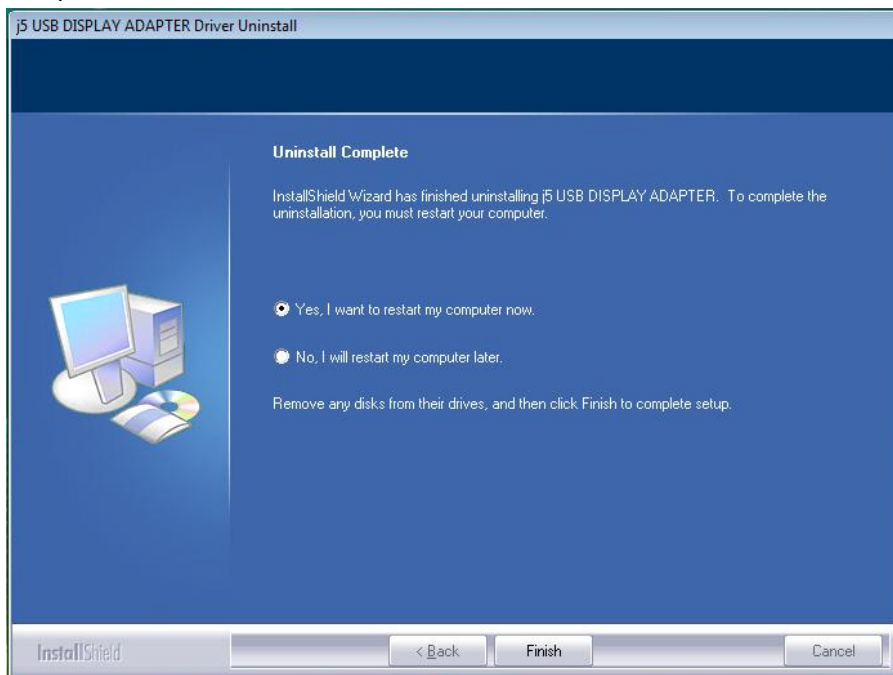 j5 USB DISPLAY ADAPTER Driver Uninstall
Uninstall Complete
InstallShield Wizard has finished uninstalling j5 USB DISPLAY ADAPTER. To complete the
uninstallation, you must restart your computer.
Yes, I want to restart my computer now.
No, I will restart my computer later.
Remove any disks from their drives, and then click Finish to complete setup.
InstallShield
< Back
Finish
Cancel